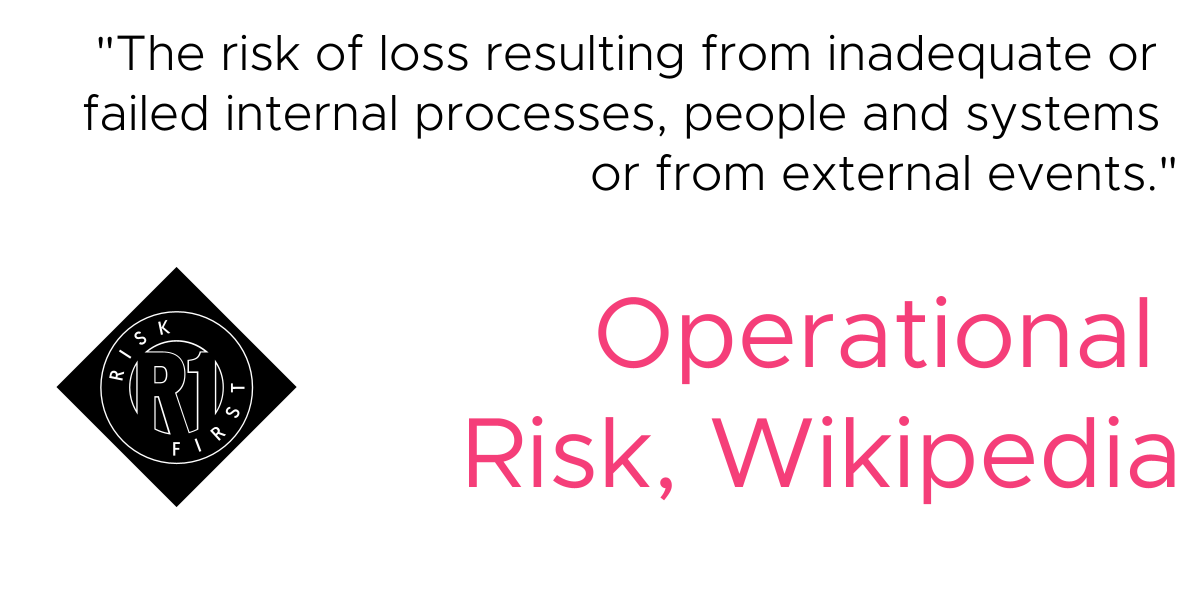 "The risk of loss resulting from inadequate or
failed internal processes, people and systems
or from external events."
RISK
R1
FIRST
Operational
Risk, Wikipedia